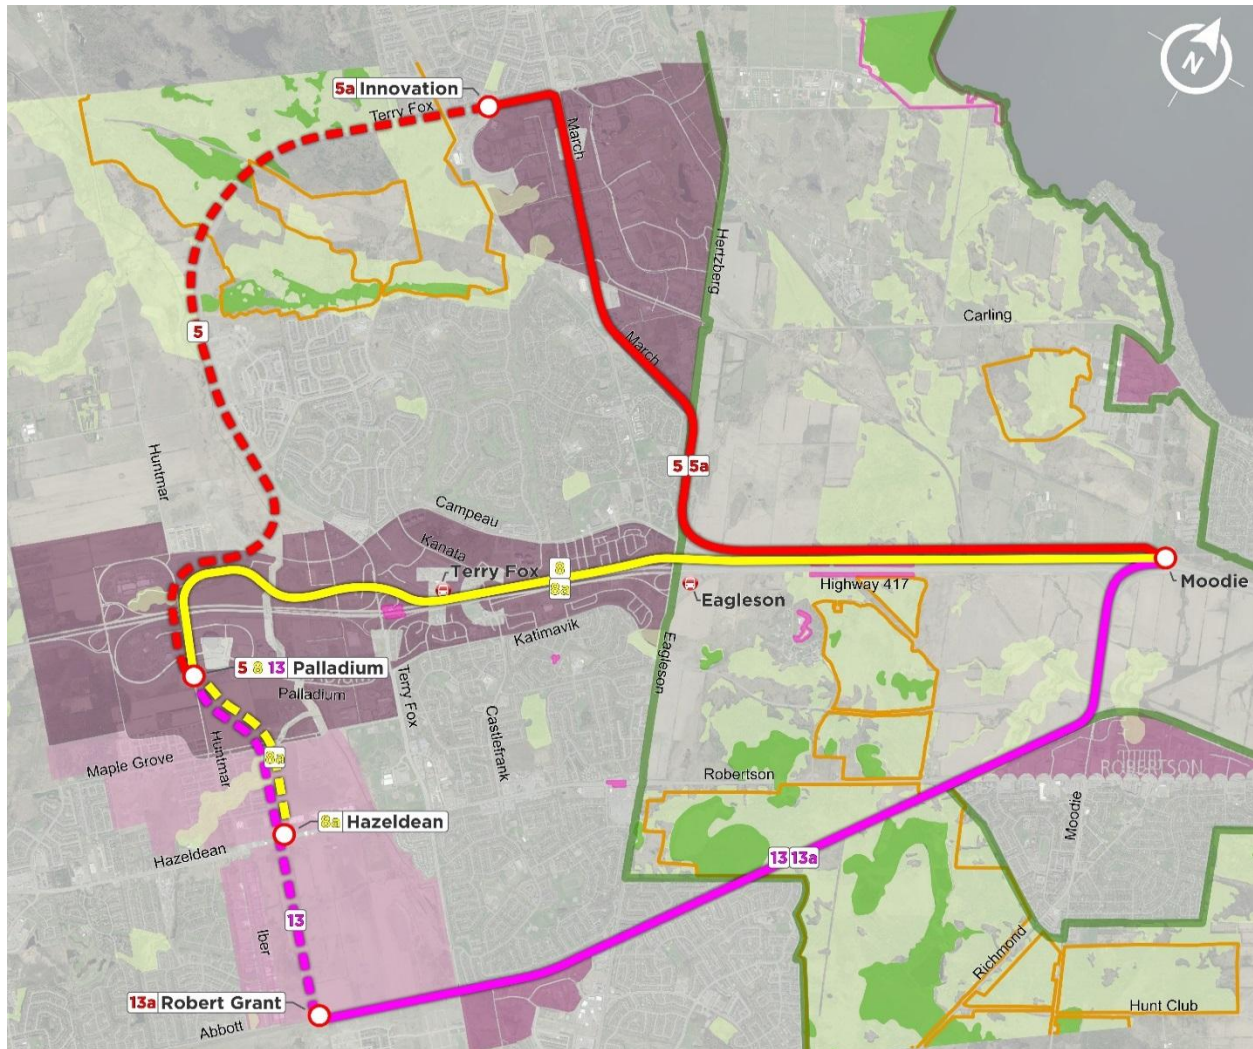 N
5a Innovation
Terry Fox
March
Hertzberg
Carling
5
March
Huntmar
5 5a
Campeau
Kanata
Terry Fox
8
8a
Highway 417
Moodie
Eagleson
Katimavik
Eagleson
5 8 13 Palladium
Palladium
Terry Fox
Castlefrank
Huntmar
Maple Grove
8a
Robertson
ROBERTSON
Moodie
8a Hazeldean
Hazeldean
13 13a
13
Iber
Richmond
13a Robert Grant
Abbott
Hunt Club